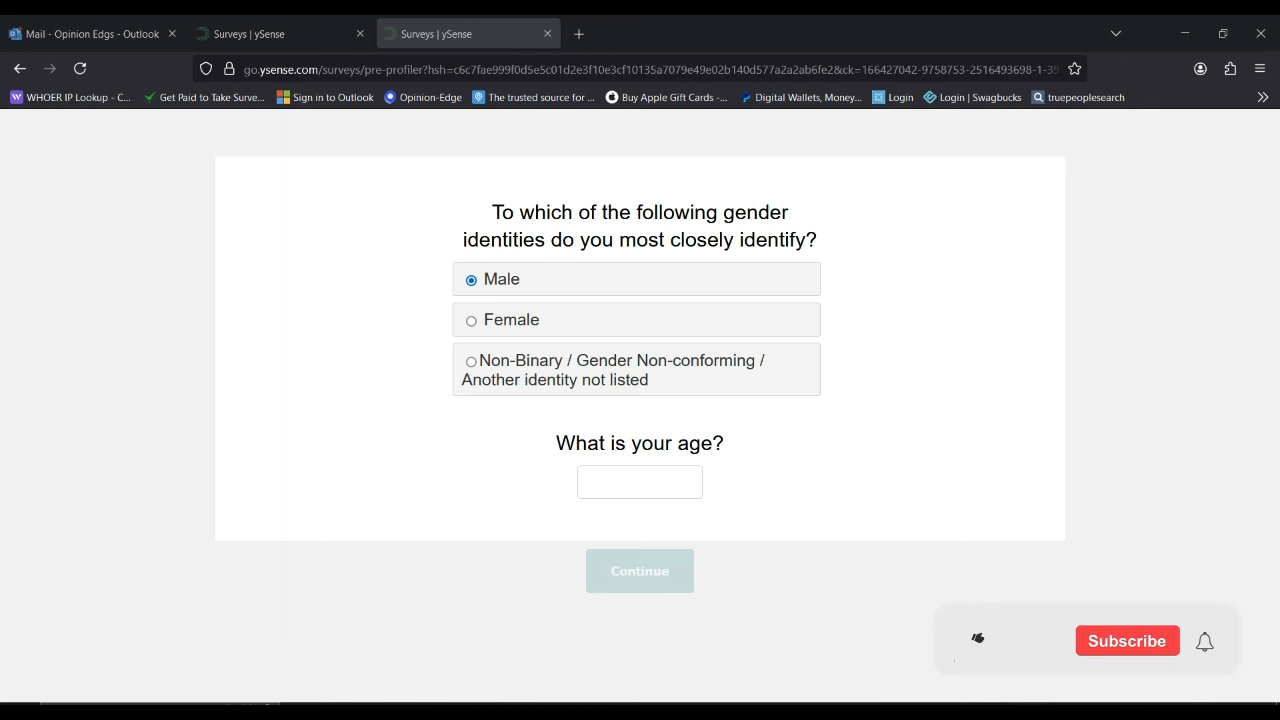 Mail - Opinion Edgs - Outlook
Surveys | ySense
Surveys | ySense
go.ysense.com/surveys/pre-profiler?hsh=c6c7fae999f0d5e5c01d2e3f10e3cf10135a7079e49e02b140d577a2a2ab6fe2&ck=166427042-9758753-2516493698-1-39
WHOER IP Lookup - C...
Get Paid to Take Surve...
Sign in to Outlook
Opinion-Edge
The trusted source for ...
Buy Apple Gift Cards -...
Digital Wallets, Money...
Login
Login | Swagbucks
truepeoplesearch
To which of the following gender
identities do you most closely identify?
Male
Female
Non-Binary / Gender Non-conforming /
Another identity not listed
What is your age?
Continue
Subscribe